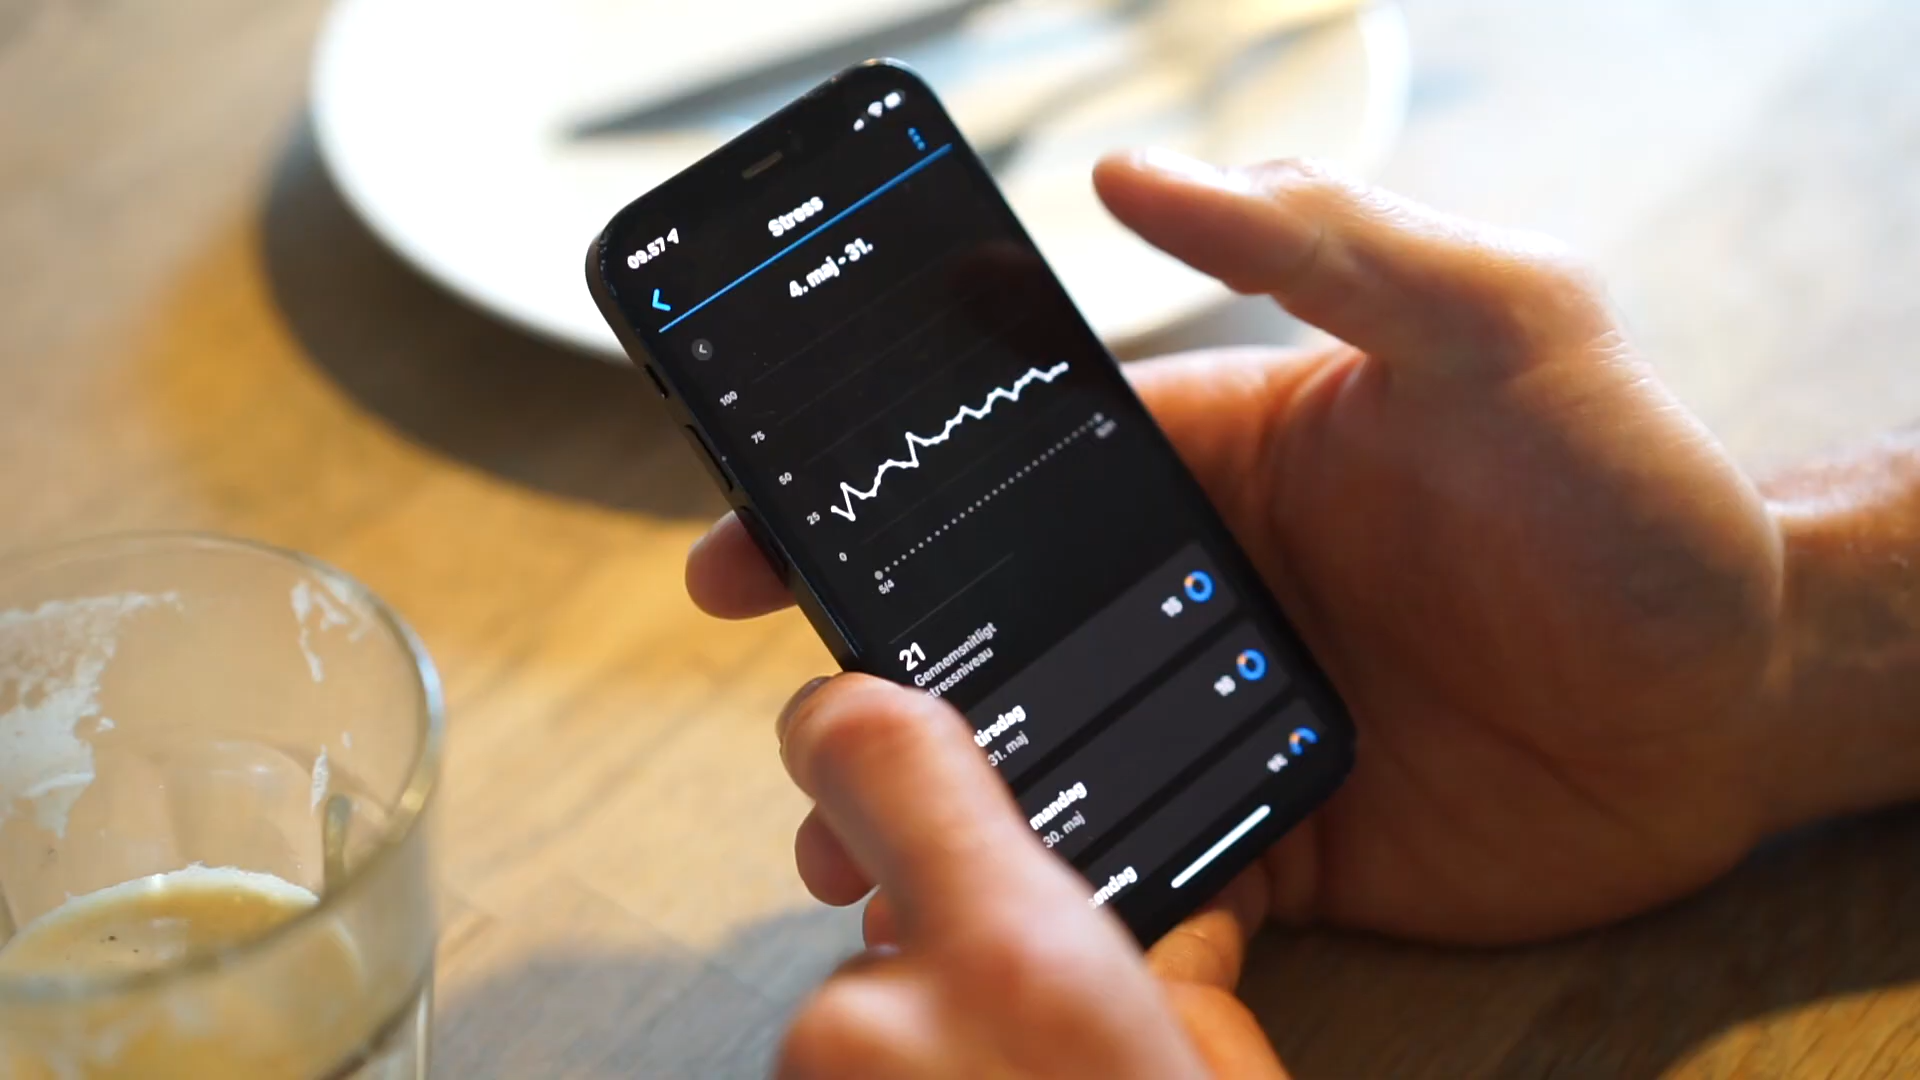 09.57
Stress
4. maj - 31.
100
75
50
25
0
5/4
21
Gennemsnitligt
stressniveau
tirsdag
31. maj
mandag
30. maj